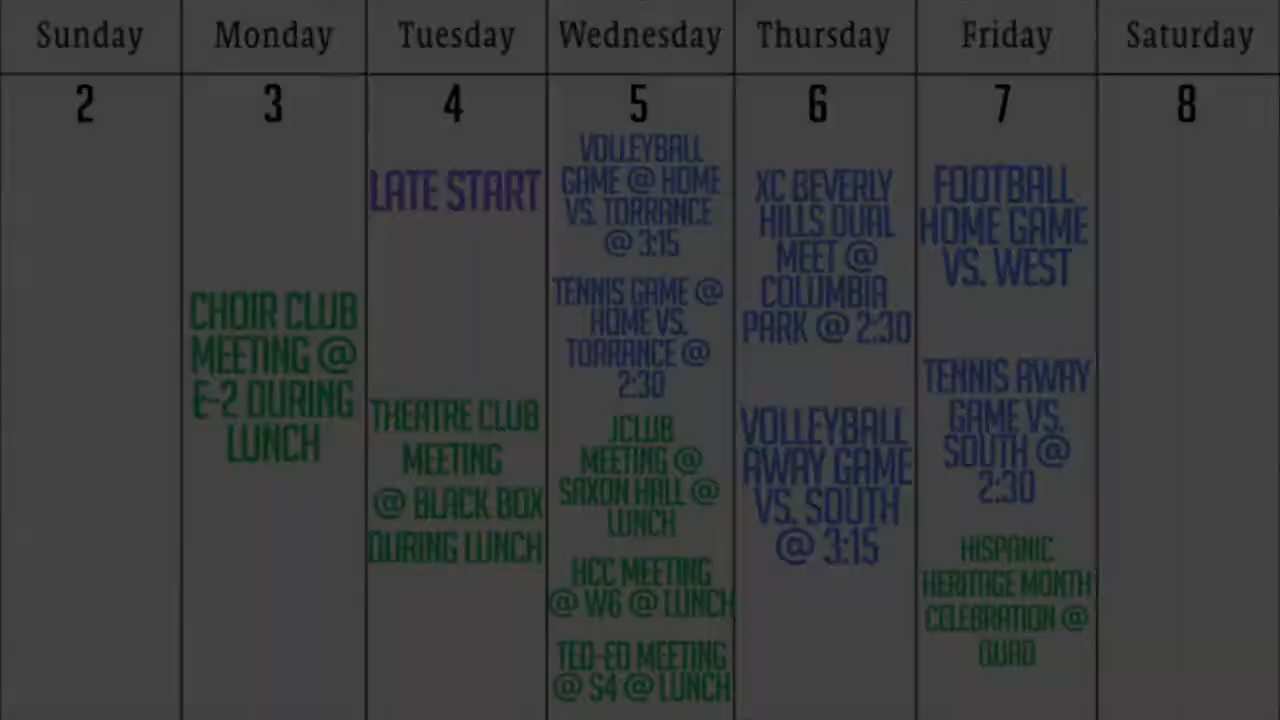 Sunday Monday Tuesday Wednesday Thursday Friday Saturday
2 3 4 5 6 7 8
CHOIR CLUB
MEETING @
E-2 DURING
LUNCH
LATE START
THEATRE CLUB
MEETING
@ BLACK BOX
DURING LUNCH
VOLLEYBALL
GAME @ HOME
VS. TORRANCE
@ 3:15
TENNIS GAME @
HOME VS.
TORRANCE @
2:30
JCLUB
MEETING @
SAXON HALL @
LUNCH
HCC MEETING
@ W6 @ LUNCH
TED-ED MEETING
@ S4 @ LUNCH
XC BEVERLY
HILLS DUAL
MEET @
COLUMBIA
PARK @ 2:30
VOLLEYBALL
AWAY GAME
VS. SOUTH
@ 3:15
FOOTBALL
HOME GAME
VS. WEST
TENNIS AWAY
GAME VS.
SOUTH @
2:30
HISPANIC
HERITAGE MONTH
CELEBRATION @
QUAD